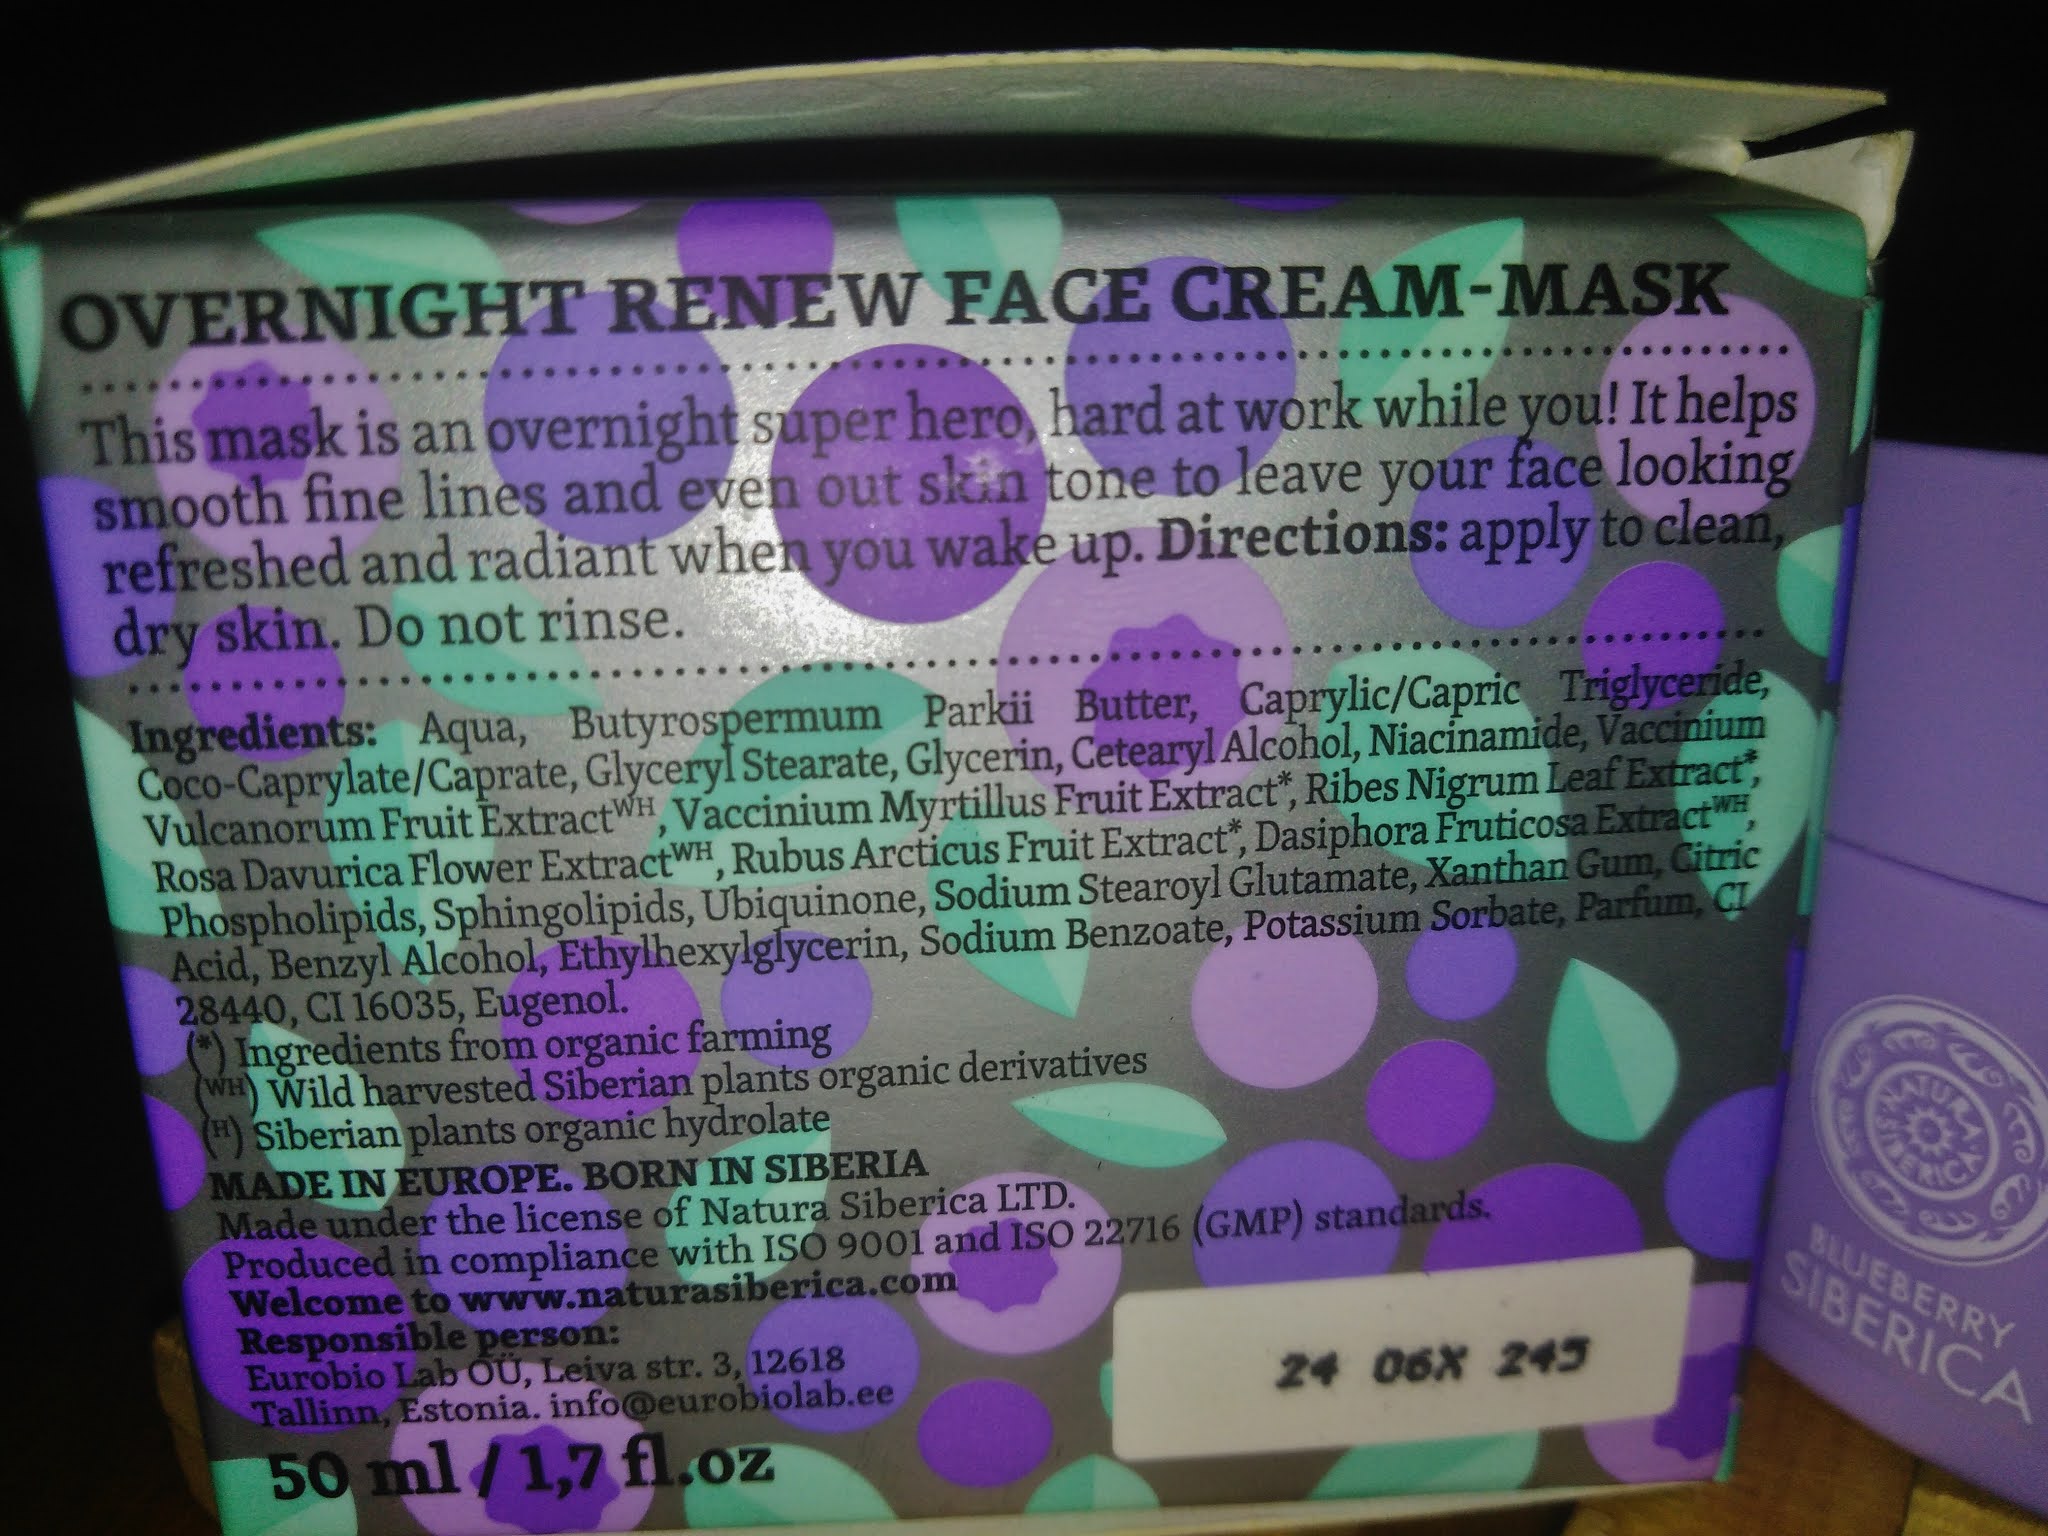 OVERNIGHT RENEW FACE CREAM-MASK
This mask is an overnight super hero, hard at work while you! It helps
smooth fine lines and even out skin tone to leave your face looking
refreshed and radiant when you wake up. Directions: apply to clean,
dry skin. Do not rinse.
Ingredients: Aqua, Butyrospermum Parkii Butter, Caprylic/Capric Triglyceride,
Coco-Caprylate/Caprate, Glyceryl Stearate, Glycerin, Cetearyl Alcohol, Niacinamide, Vaccinium
Vulcanorum Fruit Extract^WH, Vaccinium Myrtillus Fruit Extract*, Ribes Nigrum Leaf Extract*,
Rosa Davurica Flower Extract^WH, Rubus Arcticus Fruit Extract*, Dasiphora Fruticosa Extract^WH,
Phospholipids, Sphingolipids, Ubiquinone, Sodium Stearoyl Glutamate, Xanthan Gum, Citric
Acid, Benzyl Alcohol, Ethylhexylglycerin, Sodium Benzoate, Potassium Sorbate, Parfum, CI
28440, CI 16035, Eugenol.
(*) Ingredients from organic farming
(WH) Wild harvested Siberian plants organic derivatives
(H) Siberian plants organic hydrolate
MADE IN EUROPE. BORN IN SIBERIA
Made under the license of Natura Siberica LTD.
Produced in compliance with ISO 9001 and ISO 22716 (GMP) standards.
Welcome to www.naturasiberica.com
Responsible person:
Eurobio Lab OÜ, Leiva str. 3, 12618
Tallinn, Estonia. info@eurobiolab.ee
50 ml / 1,7 fl.oz
24 06X 245
NATURA
SIBERICA
BLUEBERRY
SIBERICA